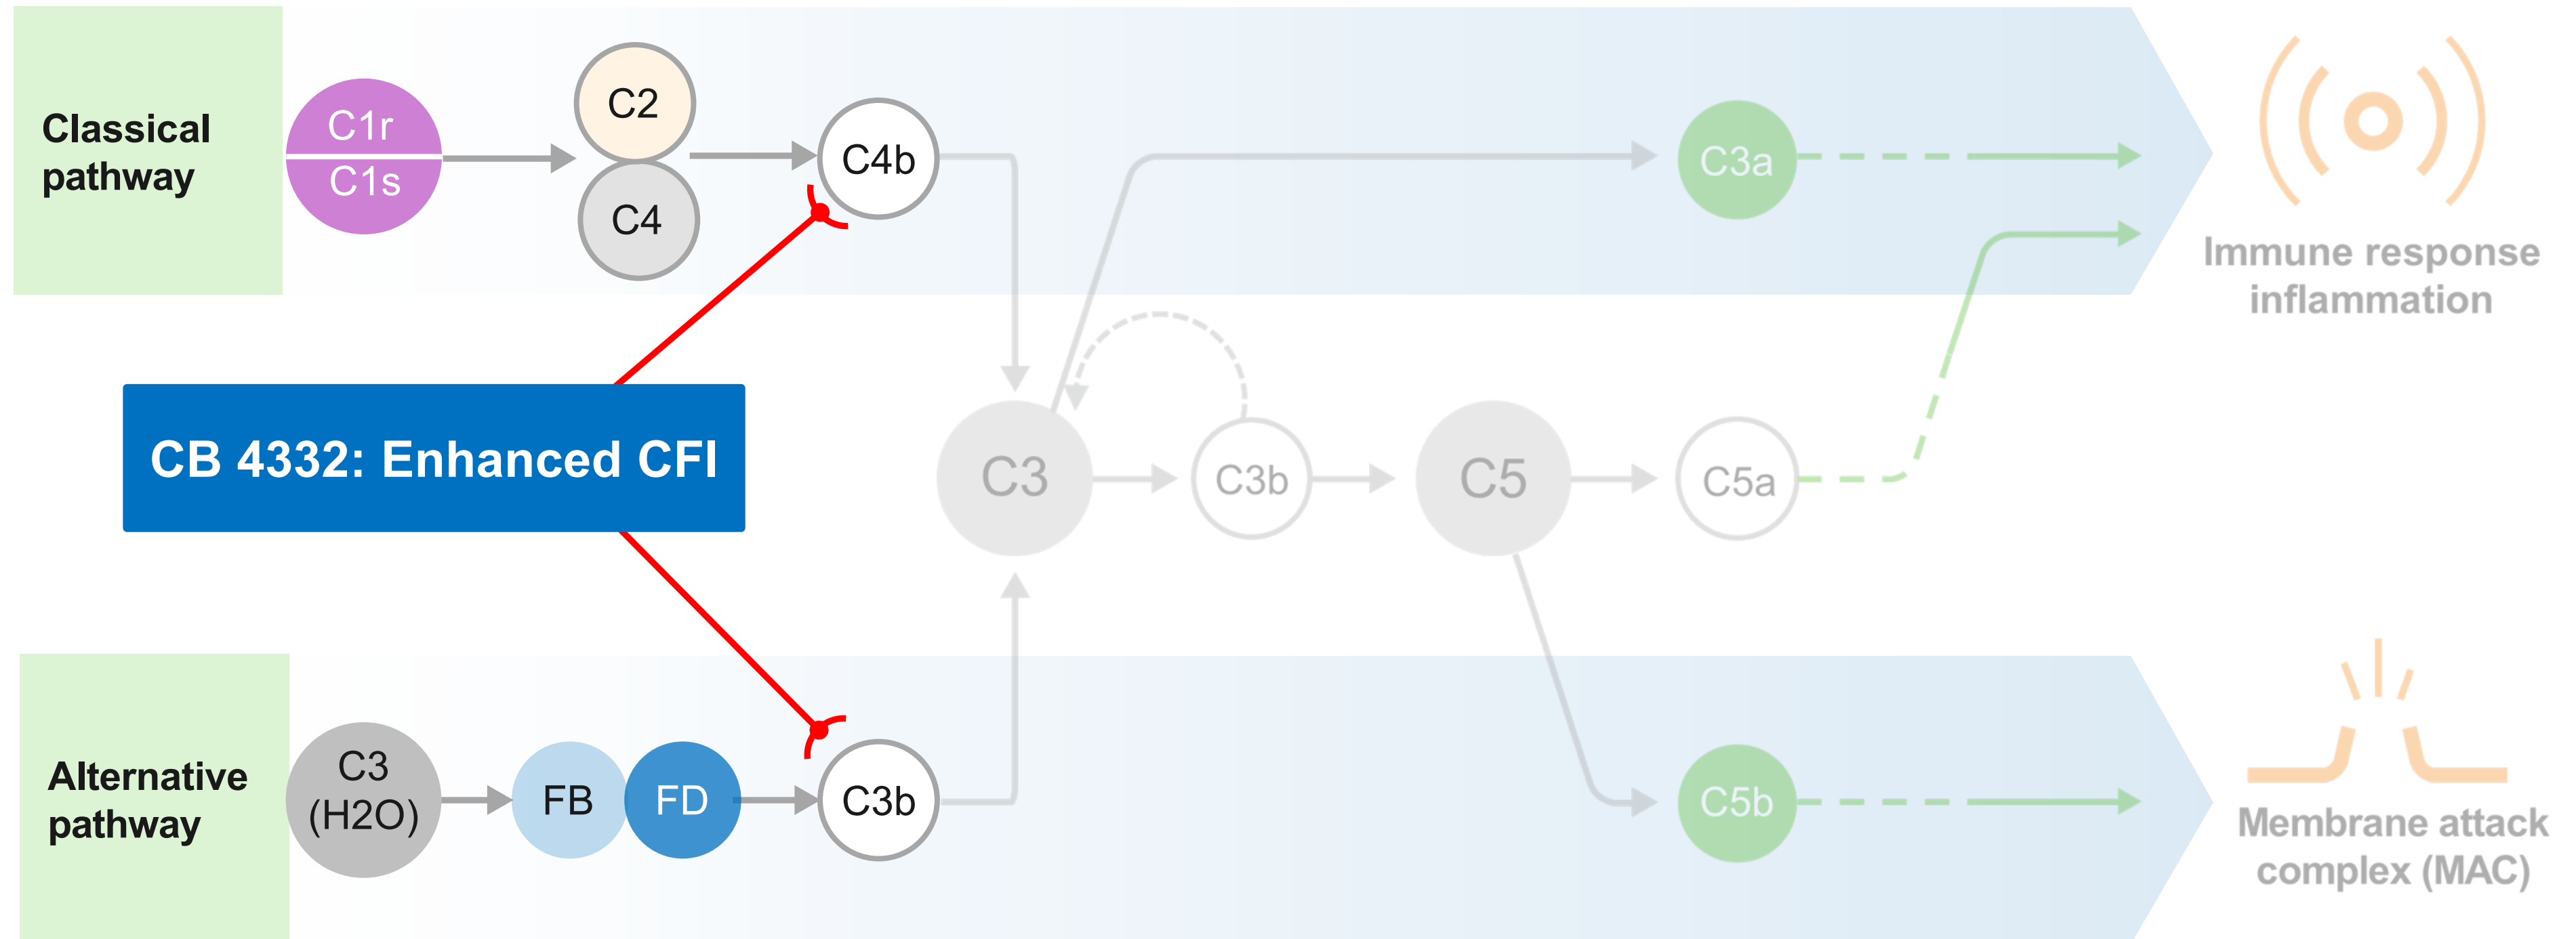 Classical
pathway
C1r
C1s
C2
C4
C4b
C3a
Immune response
inflammation
CB 4332: Enhanced CFI
C3
C3b
C5
C5a
Alternative
pathway
C3
(H2O)
FB
FD
C3b
C5b
Membrane attack
complex (MAC)